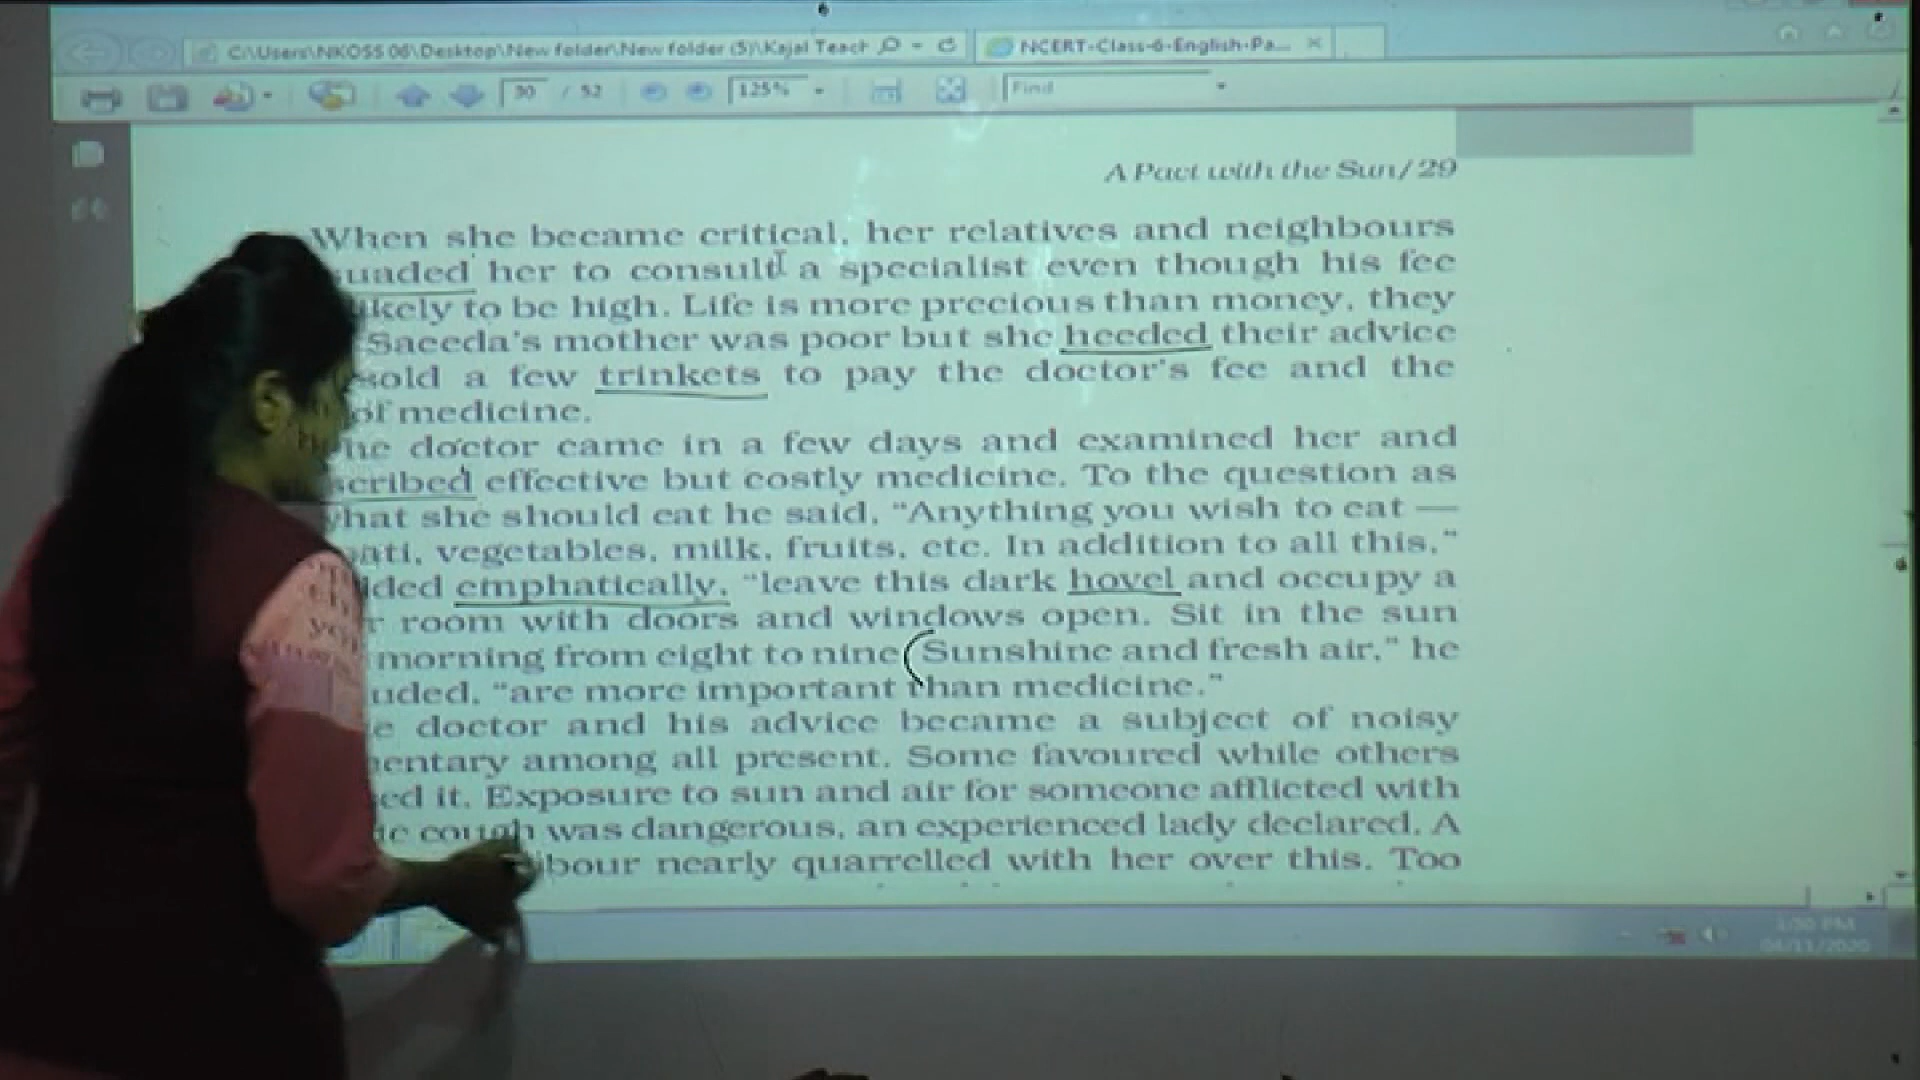 C:\Users\NKOSS 06\Desktop\New folder\New folder (5)\Kajal Teach
NCERT-Class-6-English-Pa...
30 / 52
125%
Find
A Pact with the Sun/29
When she became critical, her relatives and neighbours
suaded her to consult a specialist even though his fee
ikely to be high. Life is more precious than money, they
Saeeda's mother was poor but she heeded their advice
sold a few trinkets to pay the doctor's fee and the
of medicine.
he doctor came in a few days and examined her and
scribed effective but costly medicine. To the question as
what she should eat he said, “Anything you wish to eat —
pati, vegetables, milk, fruits, etc. In addition to all this,”
dded emphatically, “leave this dark hovel and occupy a
r room with doors and windows open. Sit in the sun
morning from eight to nine Sunshine and fresh air,” he
uded, “are more important than medicine.”
e doctor and his advice became a subject of noisy
mentary among all present. Some favoured while others
sed it. Exposure to sun and air for someone afflicted with
ic cough was dangerous, an experienced lady declared. A
bour nearly quarrelled with her over this. Too
04/11/2020